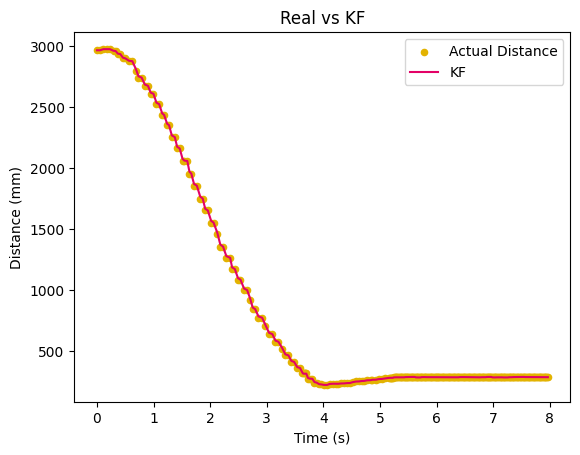 Real vs KF
Actual Distance
KF
3000
2500
2000
1500
1000
500
Distance (mm)
0 1 2 3 4 5 6 7 8
Time (s)